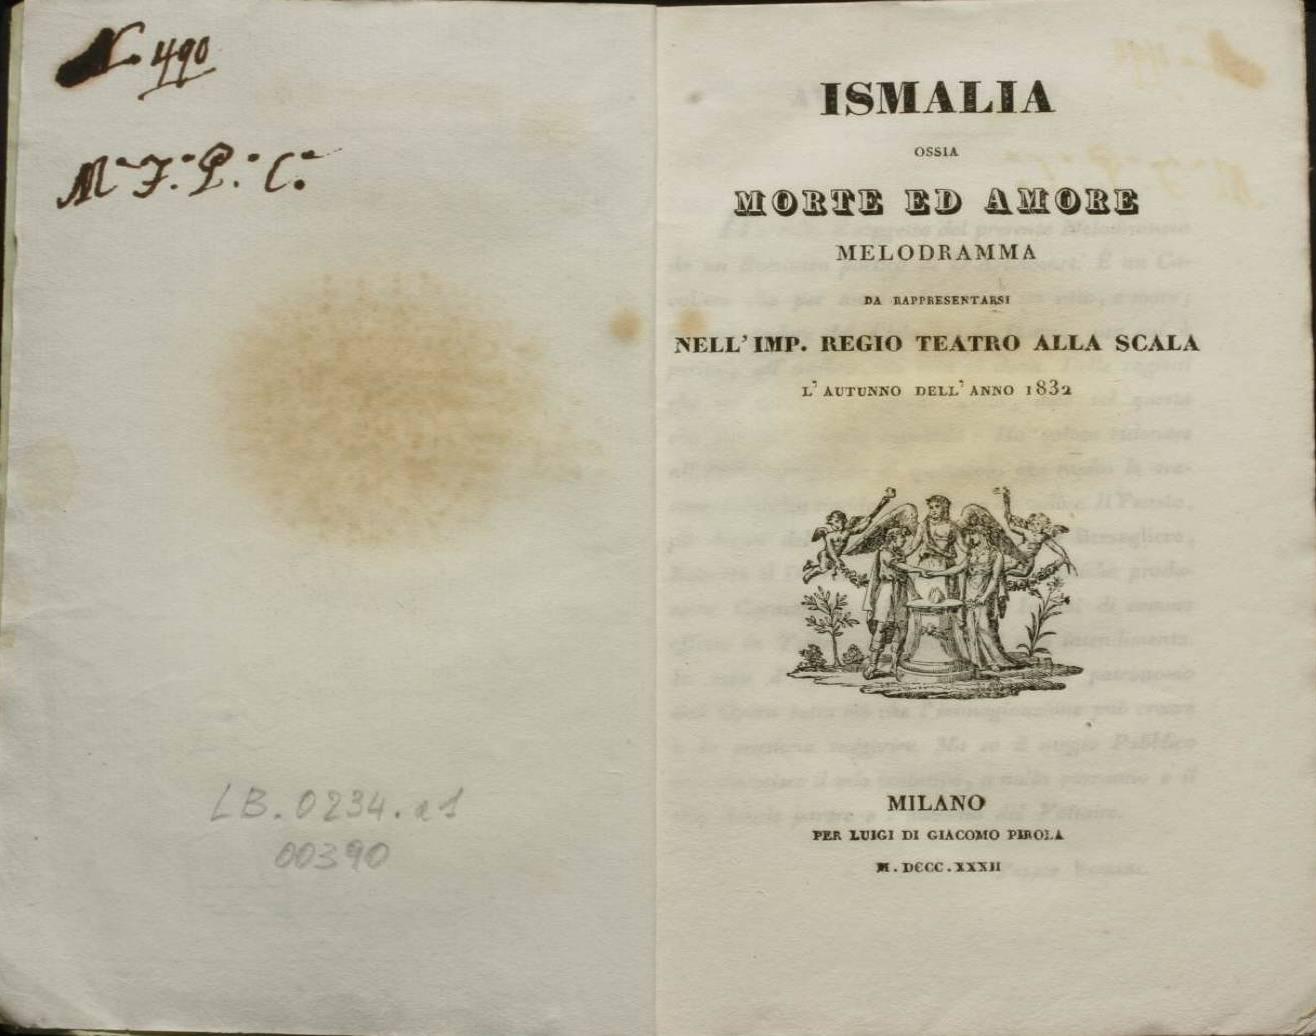 N. 490
M.a F. P. C.
LB.0234.a1
00390
ISMALIA
OSSIA
MORTE ED AMORE
MELODRAMMA
DA RAPPRESENTARSI
NELL' IMP. REGIO TEATRO ALLA SCALA
L' AUTUNNO DELL' ANNO 1832
MILANO
PER LUIGI DI GIACOMO PIROLA
M. DCCC. XXXII